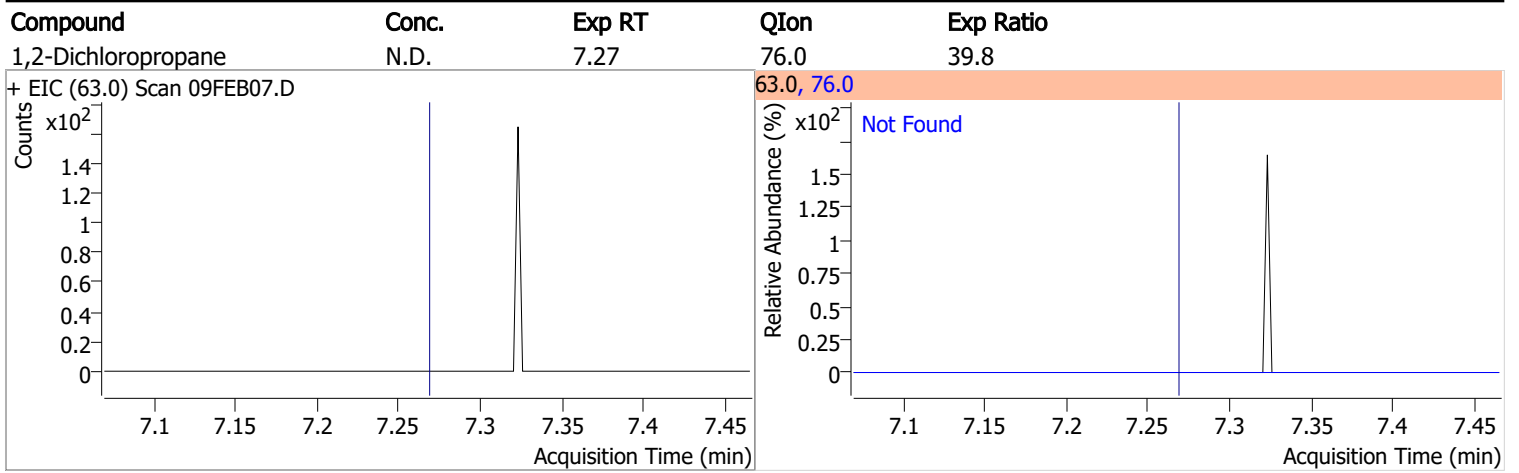 Compound Conc. Exp RT QIon Exp Ratio
1,2-Dichloropropane N.D. 7.27 76.0 39.8
+ EIC (63.0) Scan 09FEB07.D
Counts
x10²
1.4
1.2
1
0.8
0.6
0.4
0.2
0
7.1 7.15 7.2 7.25 7.3 7.35 7.4 7.45
Acquisition Time (min)
63.0, 76.0
Relative Abundance (%)
x10²
Not Found
1.5
1.25
1
0.75
0.5
0.25
0
7.1 7.15 7.2 7.25 7.3 7.35 7.4 7.45
Acquisition Time (min)